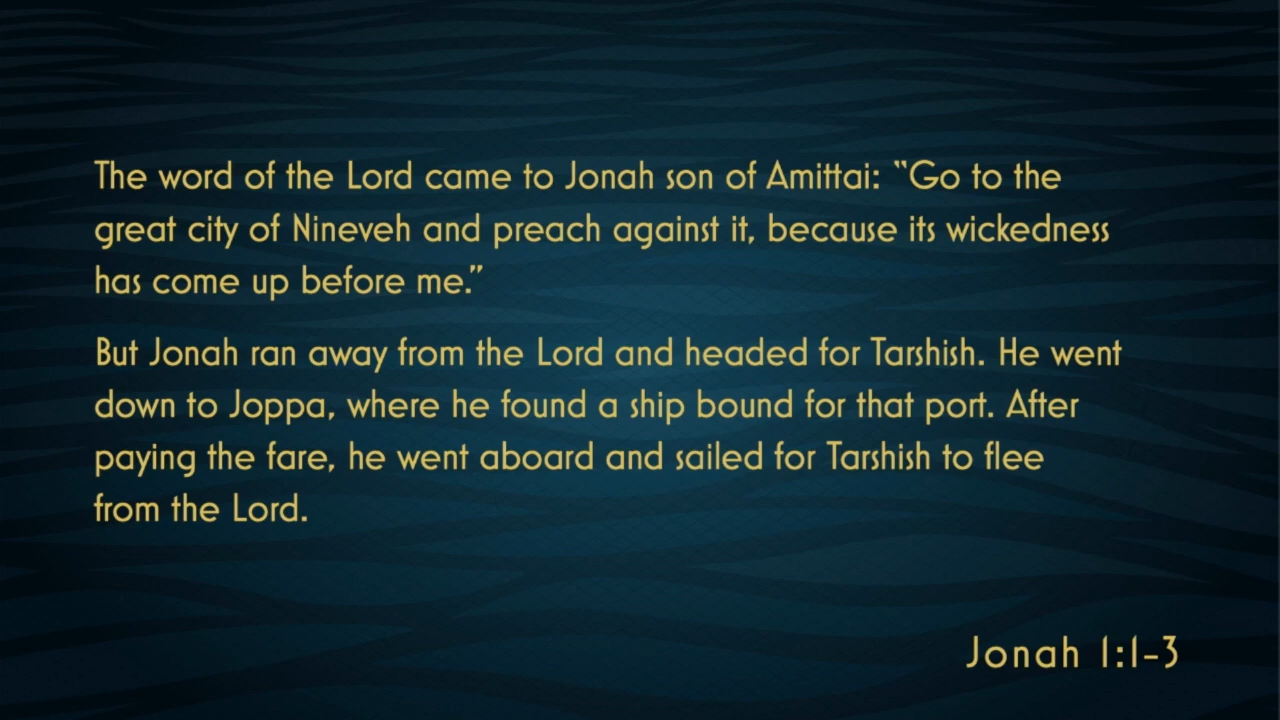 The word of the Lord came to Jonah son of Amittai: “Go to the
great city of Nineveh and preach against it, because its wickedness
has come up before me.”
But Jonah ran away from the Lord and headed for Tarshish. He went
down to Joppa, where he found a ship bound for that port. After
paying the fare, he went aboard and sailed for Tarshish to flee
from the Lord.
Jonah 1:1-3